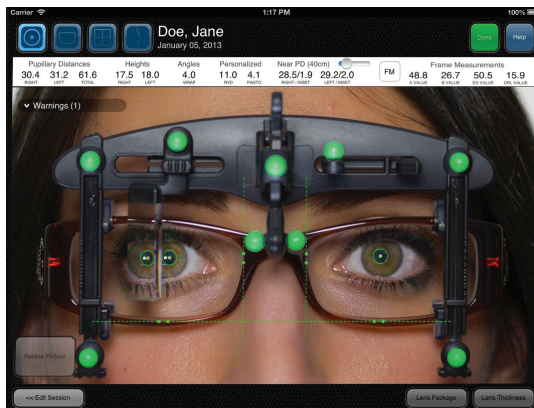 Carrier 1:17 PM 100%
Doe, Jane
January 05, 2013
Done Help
Pupillary Distances Heights Angles Personalized Near PD (40cm) Frame Measurements
30.4 31.2 61.6 17.5 18.0 4.0 11.0 4.1 28.5/1.9 29.2/2.0 FM 48.8 26.7 50.5 15.9
RIGHT LEFT TOTAL RIGHT LEFT WRAP RVD PANTO RIGHT / INSET LEFT / INSET A VALUE B VALUE ED VALUE DBL VALUE
Warnings (1)
Retake Picture
<< Edit Session Lens Package Lens Thickness